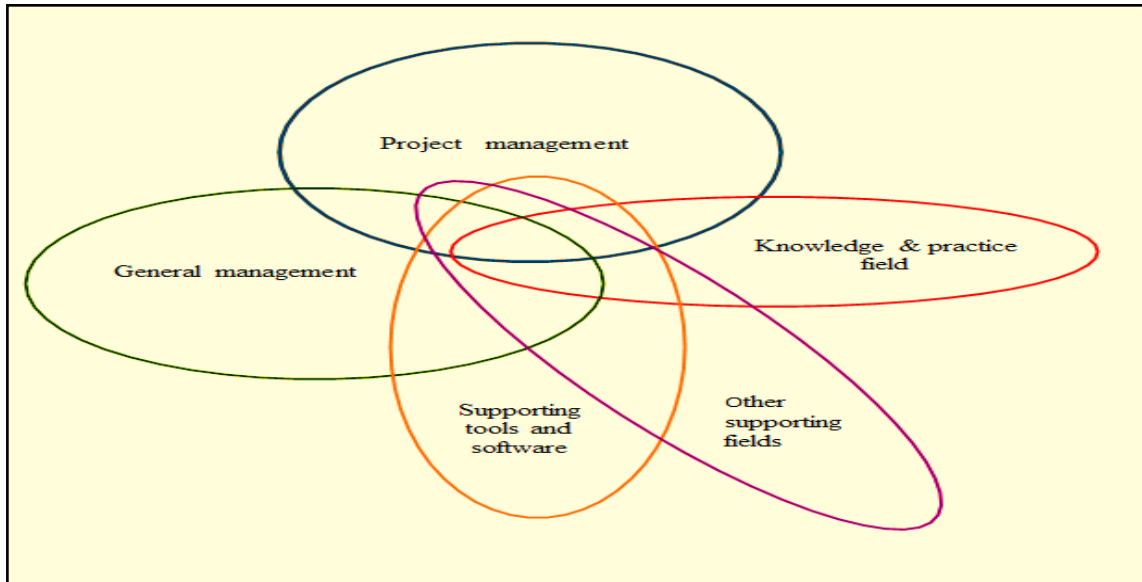 Project management
Knowledge & practice
field
General management
Other
supporting
fields
Supporting
tools and
software